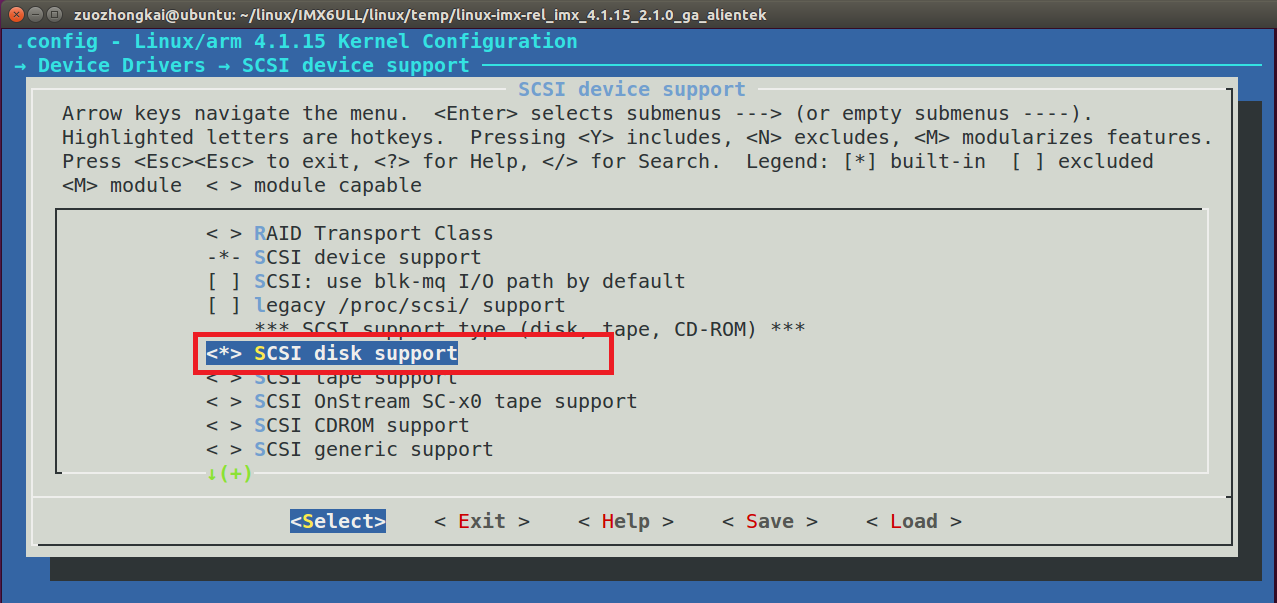 zuozhongkai@ubuntu: ~/linux/IMX6ULL/linux/temp/linux-imx-rel_imx_4.1.15_2.1.0_ga_alientek
.config - Linux/arm 4.1.15 Kernel Configuration
→ Device Drivers → SCSI device support
SCSI device support
Arrow keys navigate the menu.  <Enter> selects submenus ---> (or empty submenus ----).
Highlighted letters are hotkeys.  Pressing <Y> includes, <N> excludes, <M> modularizes features.
Press <Esc><Esc> to exit, <?> for Help, </> for Search.  Legend: [*] built-in  [ ] excluded
<M> module  < > module capable
< > RAID Transport Class
-*- SCSI device support
[ ] SCSI: use blk-mq I/O path by default
[ ] legacy /proc/scsi/ support
*** SCSI support type (disk, tape, CD-ROM) ***
<*> SCSI disk support
< > SCSI tape support
< > SCSI OnStream SC-x0 tape support
< > SCSI CDROM support
< > SCSI generic support
↓(+)
<Select>    < Exit >    < Help >    < Save >    < Load >